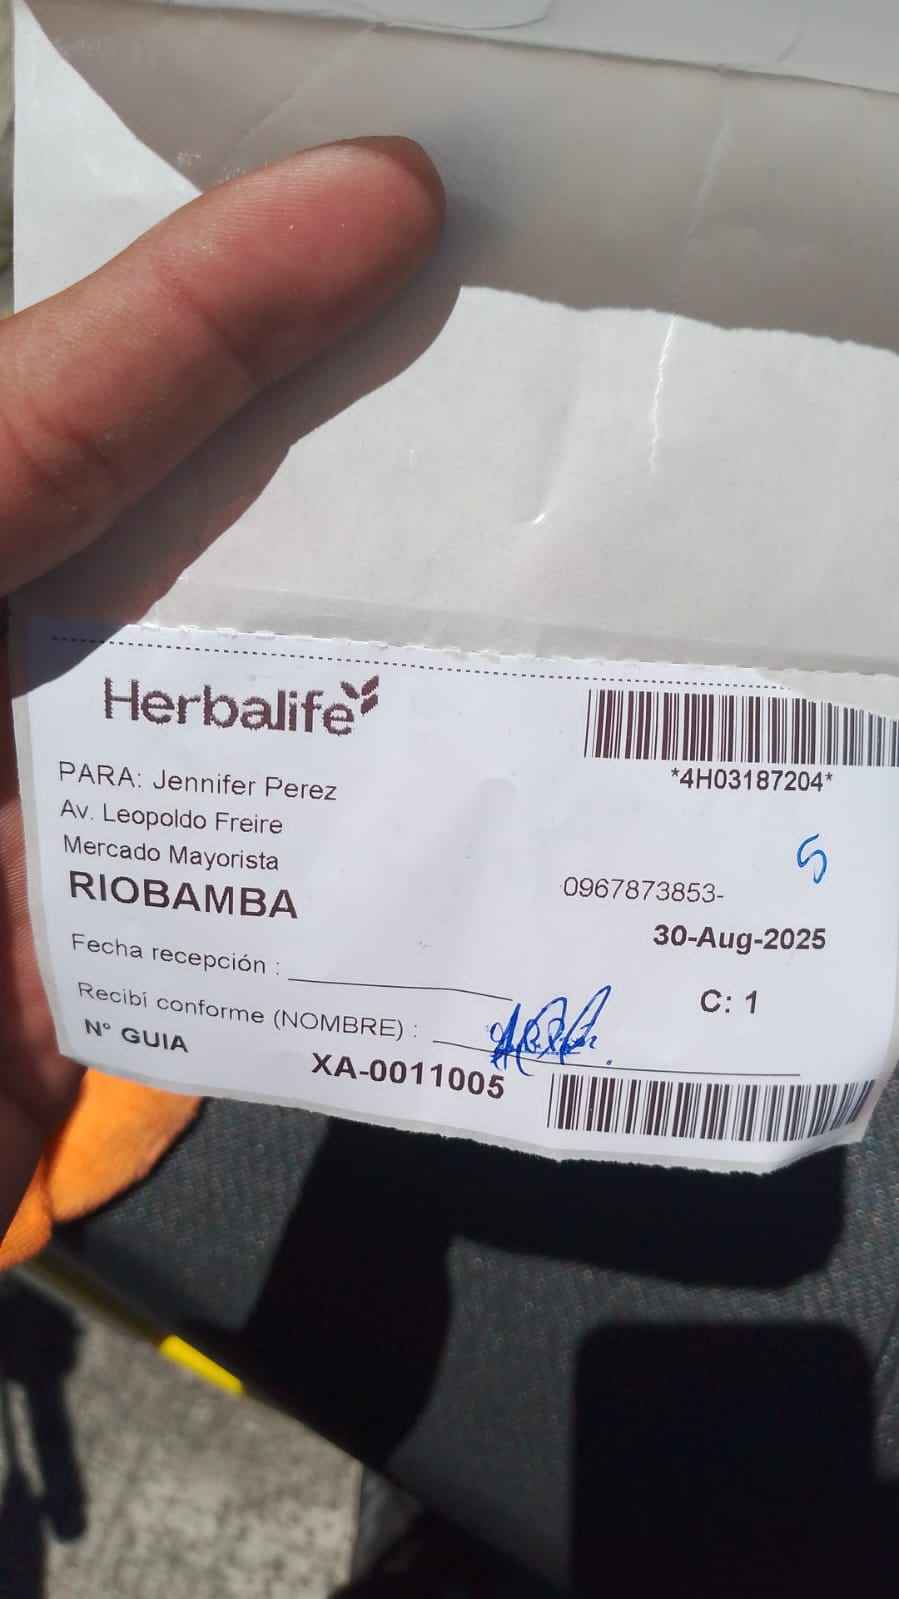 Herbalife
*4H03187204*
PARA: Jennifer Perez
Av. Leopoldo Freire
Mercado Mayorista
5
RIOBAMBA
0967873853-
30-Aug-2025
Fecha recepción :
C: 1
Recibí conforme (NOMBRE) :
N° GUIA
XA-0011005